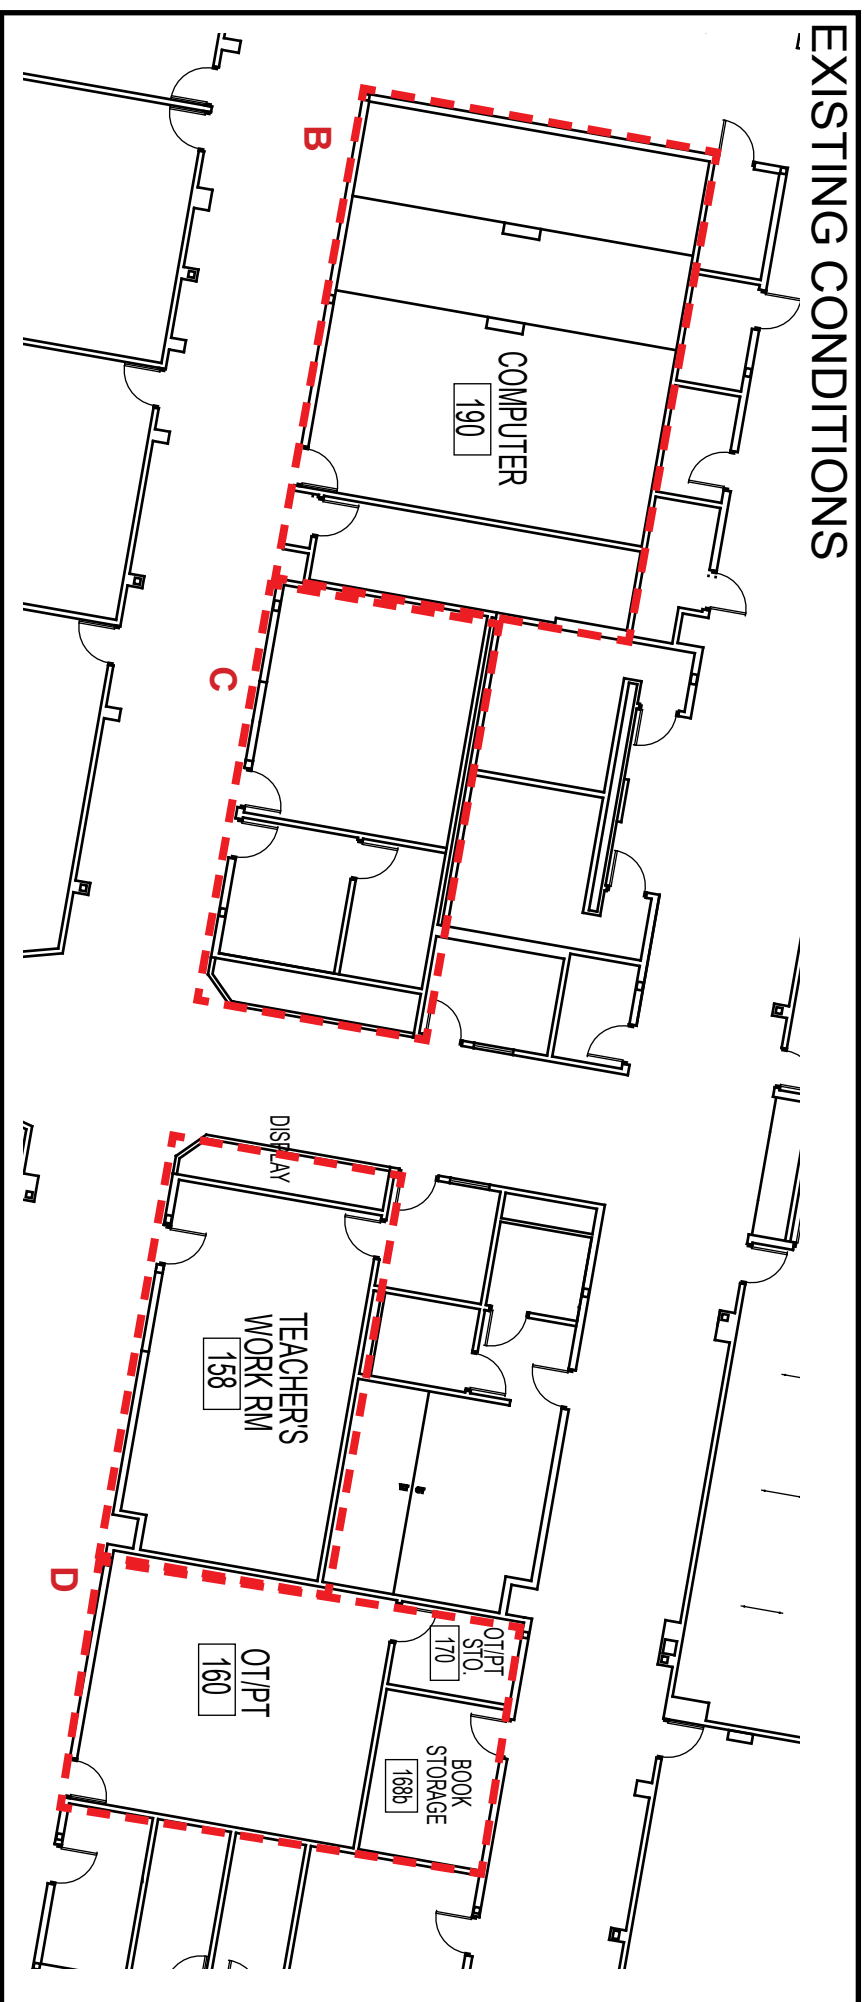 EXISTING CONDITIONS
B
COMPUTER
190
C
DISPLAY
TEACHER'S
WORK RM
158
D
OT/PT
STO.
170
OT/PT
160
BOOK
STORAGE
168b